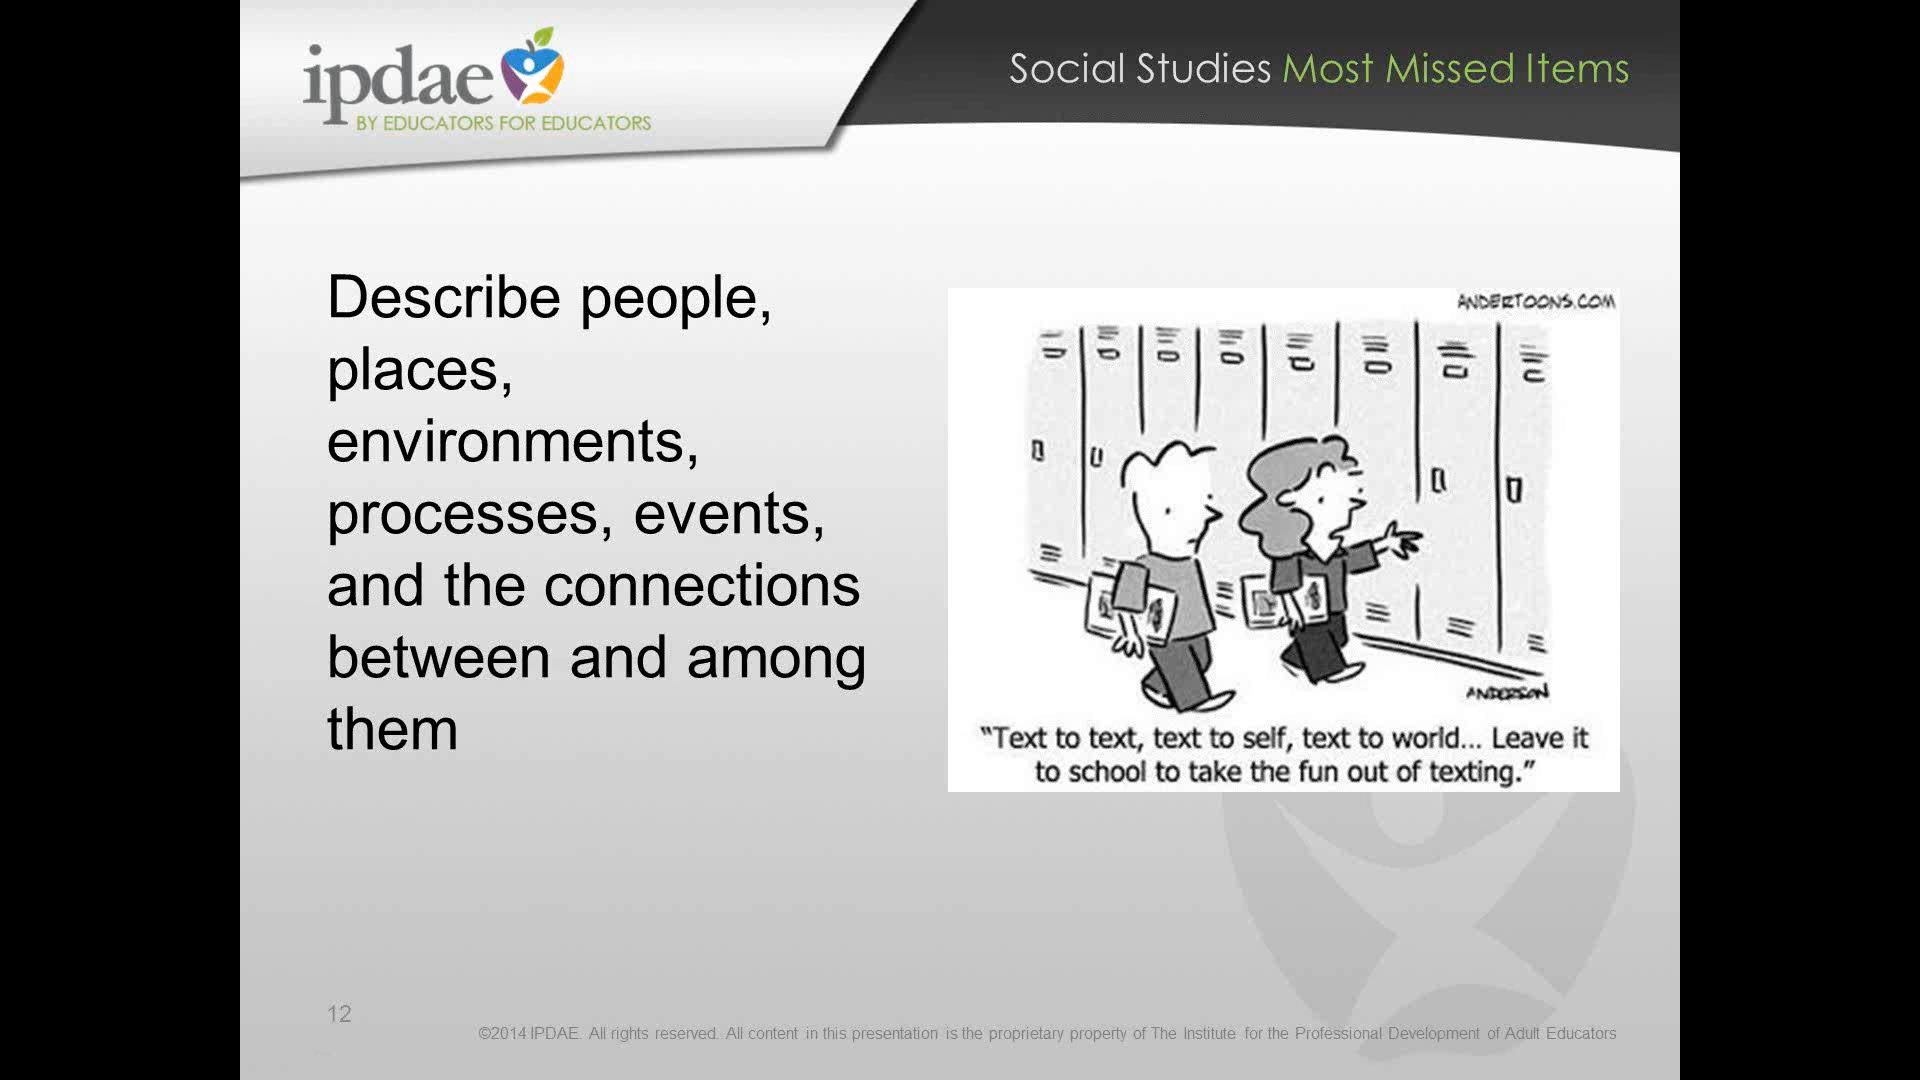 ipdae
BY EDUCATORS FOR EDUCATORS
Social Studies Most Missed Items
Describe people,
places,
environments,
processes, events,
and the connections
between and among
them
ANDERTOONS.COM
ANDERSON
"Text to text, text to self, text to world... Leave it
to school to take the fun out of texting."
12
©2014 IPDAE. All rights reserved. All content in this presentation is the proprietary property of The Institute for the Professional Development of Adult Educators